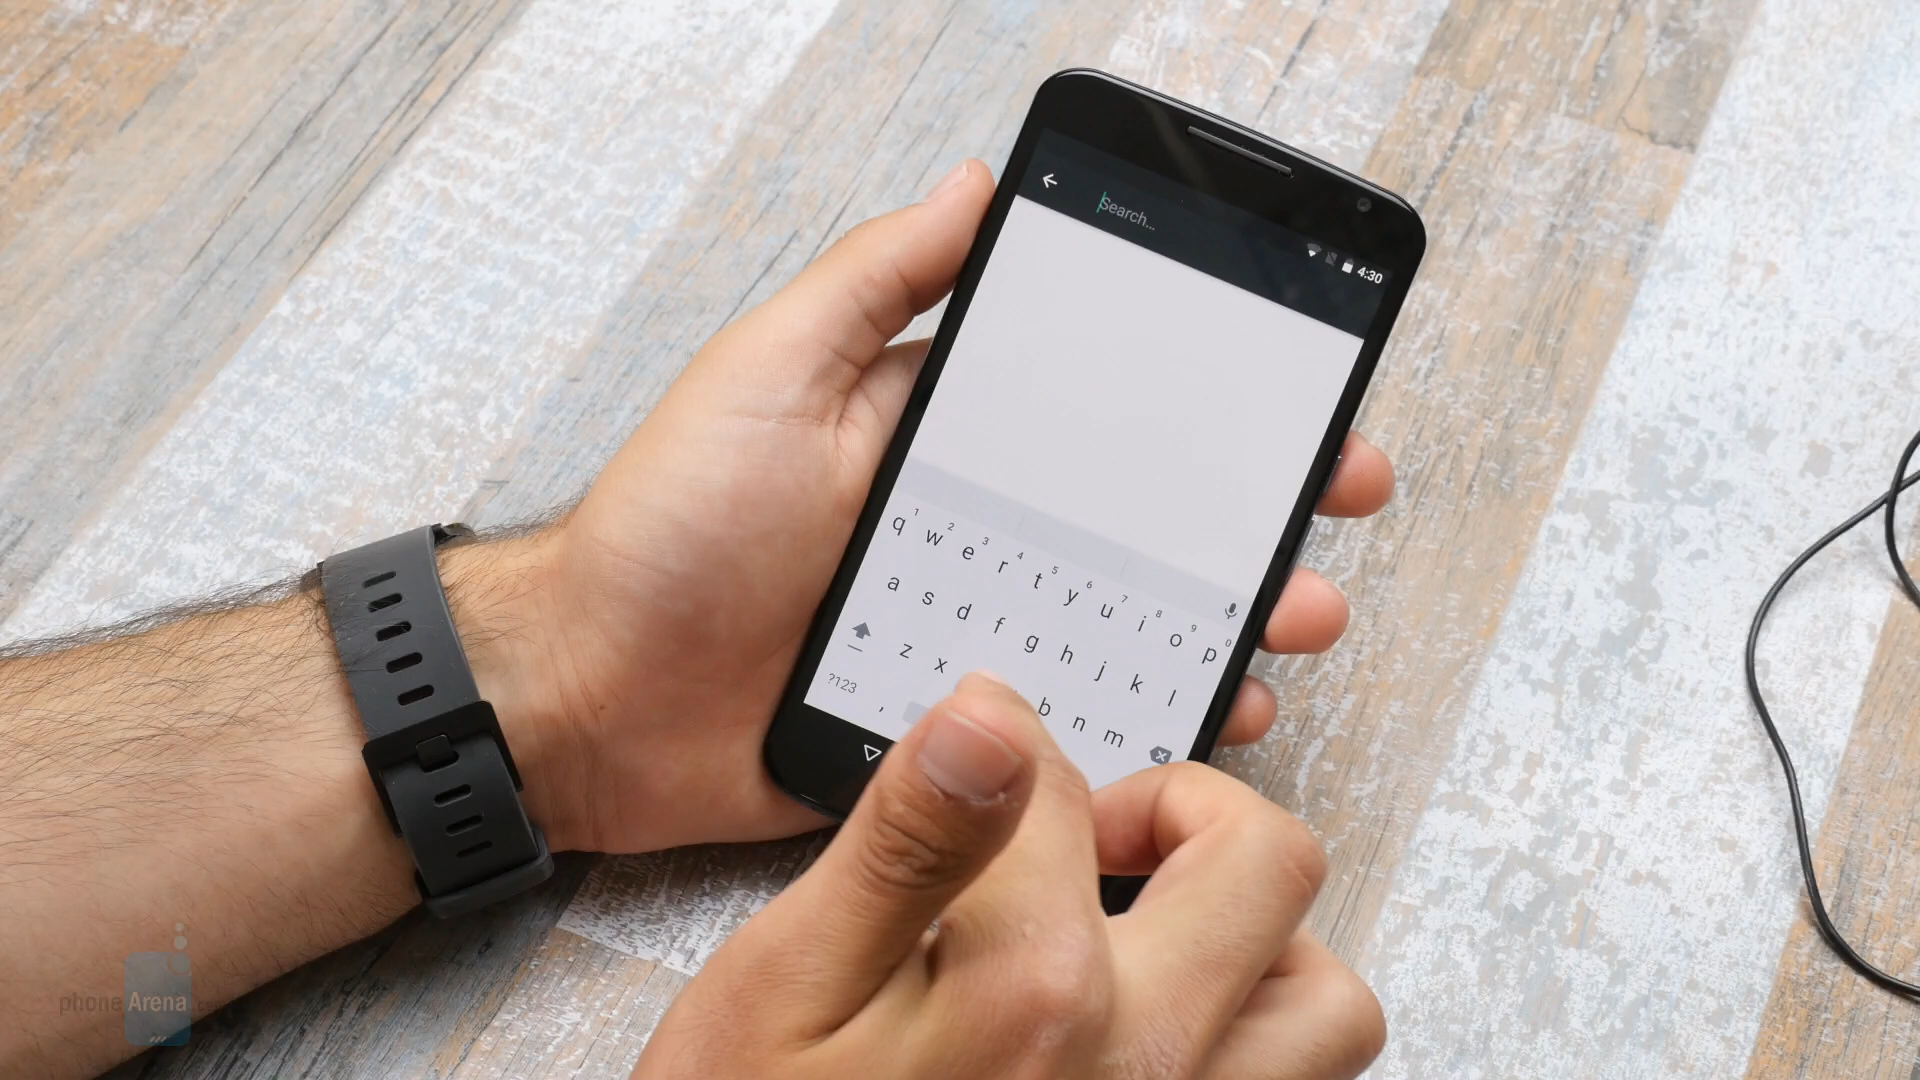 Search...
4:30
1 2 3 4 5 6 7 8 9 0
q w e r t y u i o p
a s d f g h j k l
z x b n m
?123 ,
phoneArena